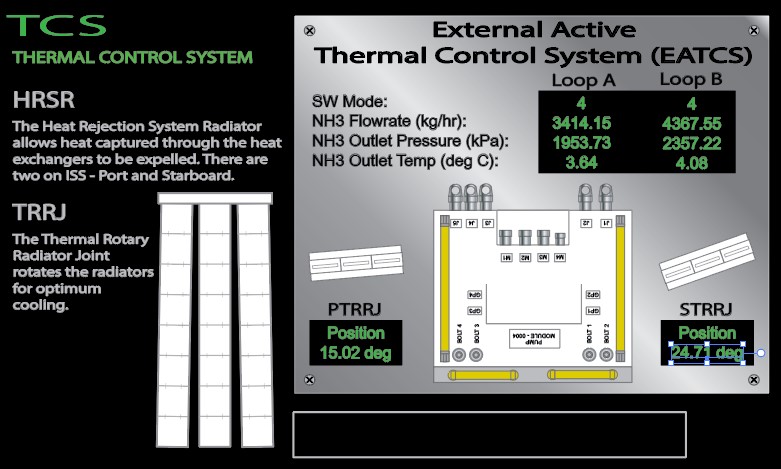 TCS
THERMAL CONTROL SYSTEM
HRSR
The Heat Rejection System Radiator
allows heat captured through the heat
exchangers to be expelled. There are
two on ISS - Port and Starboard.
TRRJ
The Thermal Rotary
Radiator Joint
rotates the radiators
for optimum
cooling.
External Active
Thermal Control System (EATCS)
Loop A Loop B
SW Mode: 4 4
NH3 Flowrate (kg/hr): 3414.15 4367.55
NH3 Outlet Pressure (kPa): 1953.73 2357.22
NH3 Outlet Temp (deg C): 3.64 4.08
J5 J4 J3 J2 J1
M1 M2 M3 M4
GP4 GP2
GP3 GP1
BOLT 4 BOLT 3 BOLT 1 BOLT 2
PUMP
MODULE - 0004
PTRRJ
Position
15.02 deg
STRRJ
Position
24.71 deg